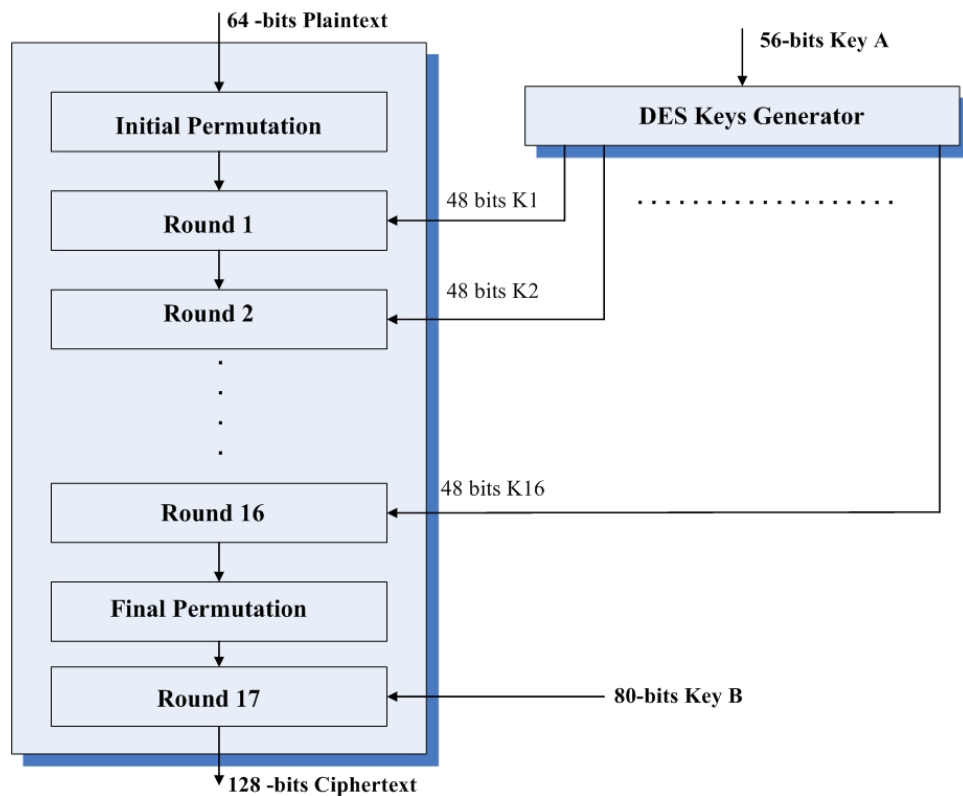 64 -bits Plaintext
56-bits Key A
Initial Permutation
DES Keys Generator
48 bits K1
Round 1
48 bits K2
Round 2
48 bits K16
Round 16
Final Permutation
Round 17
80-bits Key B
128 -bits Ciphertext